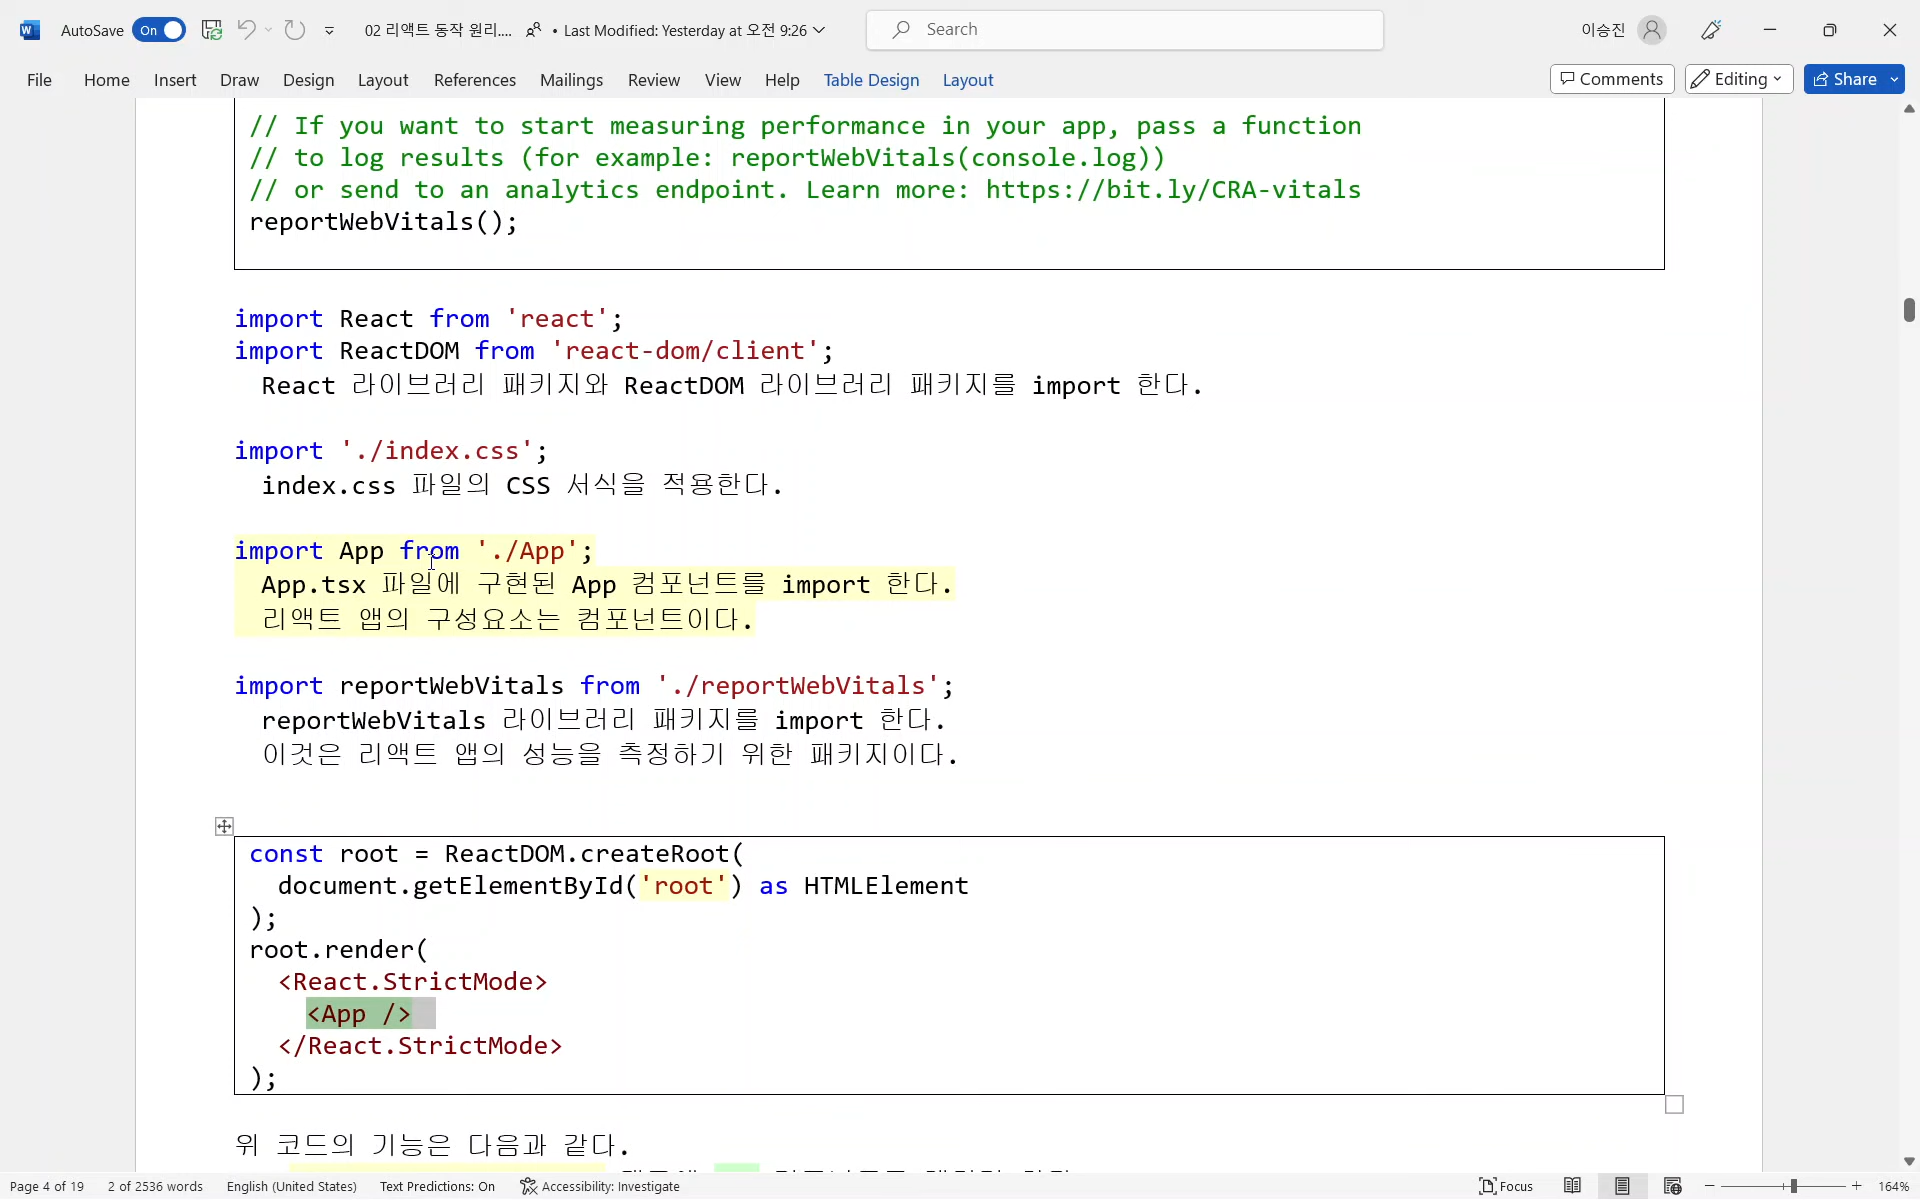 AutoSave On 02 리액트 동작 원리.... • Last Modified: Yesterday at 오전 9:26 Search 이승진
File Home Insert Draw Design Layout References Mailings Review View Help Table Design Layout Comments Editing Share
// If you want to start measuring performance in your app, pass a function
// to log results (for example: reportWebVitals(console.log))
// or send to an analytics endpoint. Learn more: https://bit.ly/CRA-vitals
reportWebVitals();
import React from 'react';
import ReactDOM from 'react-dom/client';
React 라이브러리 패키지와 ReactDOM 라이브러리 패키지를 import 한다.
import './index.css';
index.css 파일의 CSS 서식을 적용한다.
import App from './App';
App.tsx 파일에 구현된 App 컴포넌트를 import 한다.
리액트 앱의 구성요소는 컴포넌트이다.
import reportWebVitals from './reportWebVitals';
reportWebVitals 라이브러리 패키지를 import 한다.
이것은 리액트 앱의 성능을 측정하기 위한 패키지이다.
const root = ReactDOM.createRoot(
document.getElementById('root') as HTMLElement
);
root.render(
<React.StrictMode>
<App />
</React.StrictMode>
);
위 코드의 기능은 다음과 같다.
Page 4 of 19 2 of 2536 words English (United States) Text Predictions: On Accessibility: Investigate Focus 164%